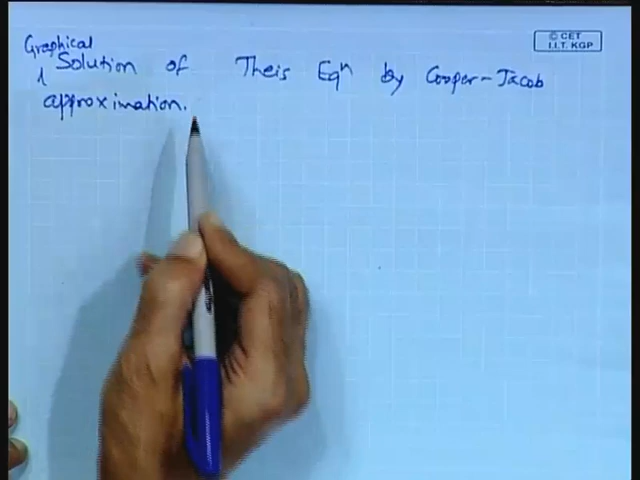 Graphical
Solution of Theis Eqn by Cooper-Jacob
approximation.
© CET
I.I.T. KGP